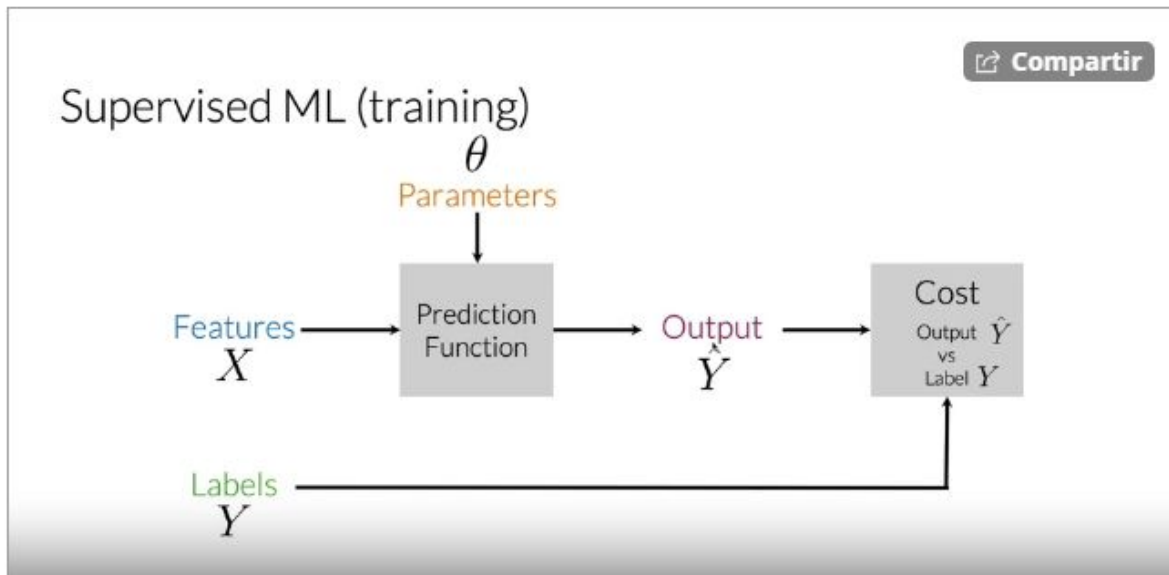 Compartir
Supervised ML (training)
θ
Parameters
Prediction
Function
Features
X
Output
Ŷ
Cost
Output Ŷ
vs
Label Y
Labels
Y